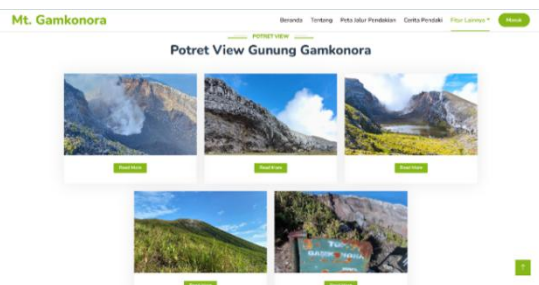 Mt. Gamkonora
Beranda Tentang Peta Jalur Pendakian Cerita Pendaki Fitur Lainnya Masuk
POTRET VIEW
Potret View Gunung Gamkonora
Read More Read More Read More
GAMKONORA